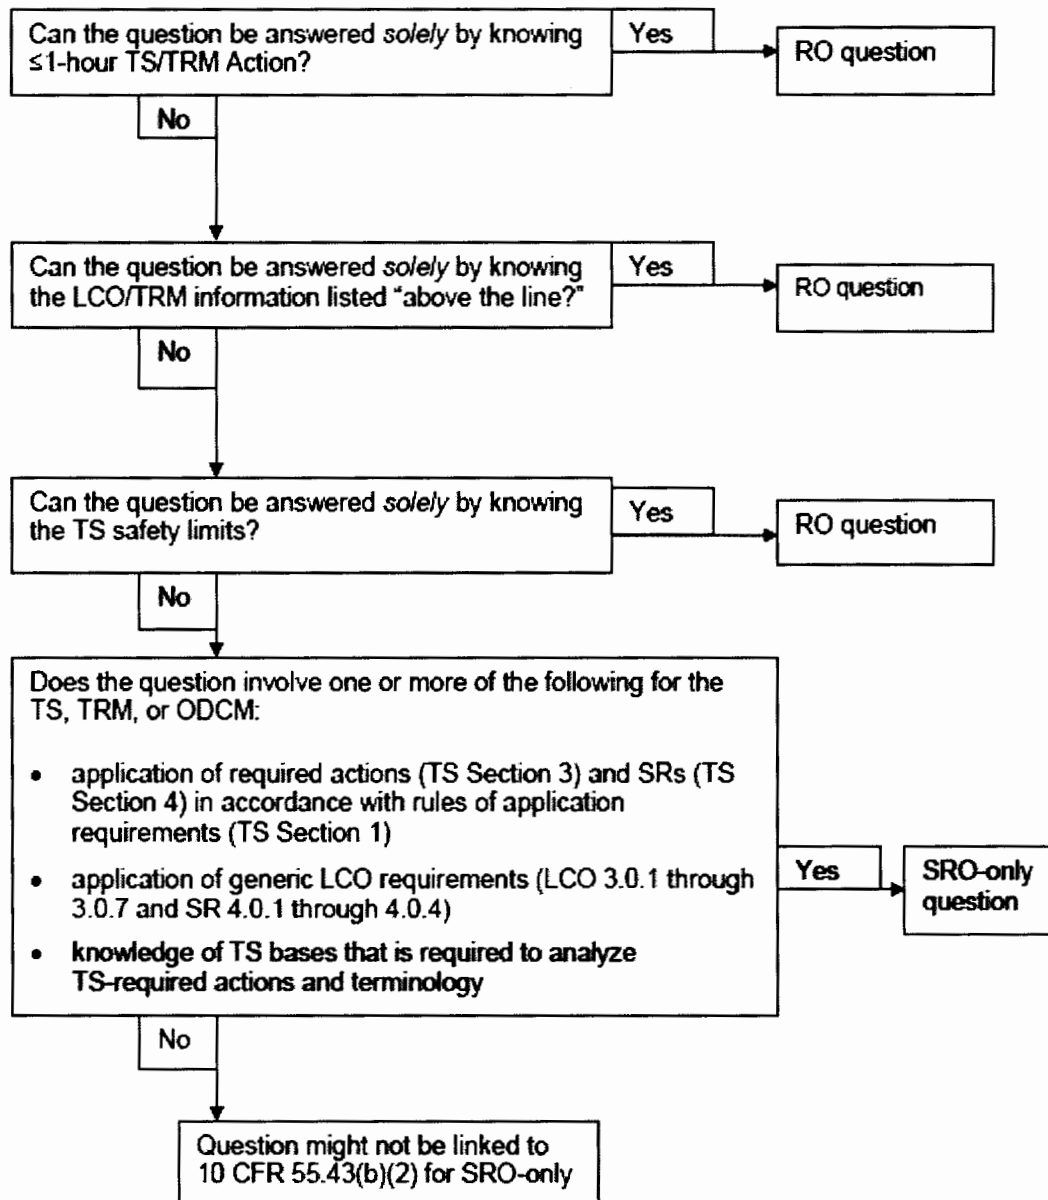 Can the question be answered solely by knowing
≤1-hour TS/TRM Action?
Yes
RO question
No
Can the question be answered solely by knowing
the LCO/TRM information listed “above the line?”
Yes
RO question
No
Can the question be answered solely by knowing
the TS safety limits?
Yes
RO question
No
Does the question involve one or more of the following for the
TS, TRM, or ODCM:
• application of required actions (TS Section 3) and SRs (TS
Section 4) in accordance with rules of application
requirements (TS Section 1)
• application of generic LCO requirements (LCO 3.0.1 through
3.0.7 and SR 4.0.1 through 4.0.4)
• knowledge of TS bases that is required to analyze
TS-required actions and terminology
Yes
SRO-only
question
No
Question might not be linked to
10 CFR 55.43(b)(2) for SRO-only